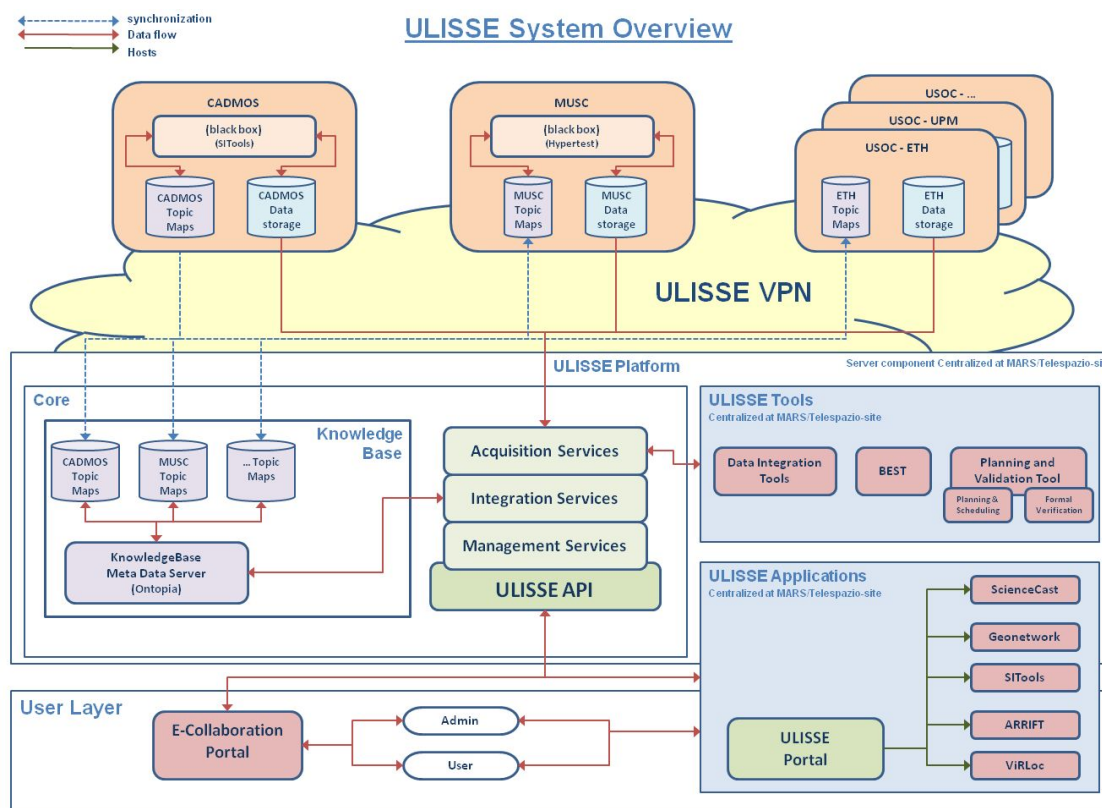 synchronization
Data flow
Hosts
ULISSE System Overview
CADMOS
(black box)
(SITools)
CADMOS
Topic
Maps
CADMOS
Data
storage
MUSC
(black box)
(Hypertest)
MUSC
Topic
Maps
MUSC
Data
storage
USOC - ...
USOC - UPM
USOC - ETH
ETH
Topic
Maps
ETH
Data
storage
ULISSE VPN
ULISSE Platform
Server component Centralized at MARS/Telespazio-si
Core
Knowledge
Base
CADMOS
Topic
Maps
MUSC
Topic
Maps
... Topic
Maps
KnowledgeBase
Meta Data Server
(Ontopia)
Acquisition Services
Integration Services
Management Services
ULISSE API
ULISSE Tools
Centralized at MARS/Telespazio-site
Data Integration
Tools
BEST
Planning and
Validation Tool
Planning &
Scheduling
Formal
Verification
ULISSE Applications
Centralized at MARS/Telespazio-site
ScienceCast
Geonetwork
SITools
ARRIFT
ViRLoc
ULISSE
Portal
User Layer
E-Collaboration
Portal
Admin
User